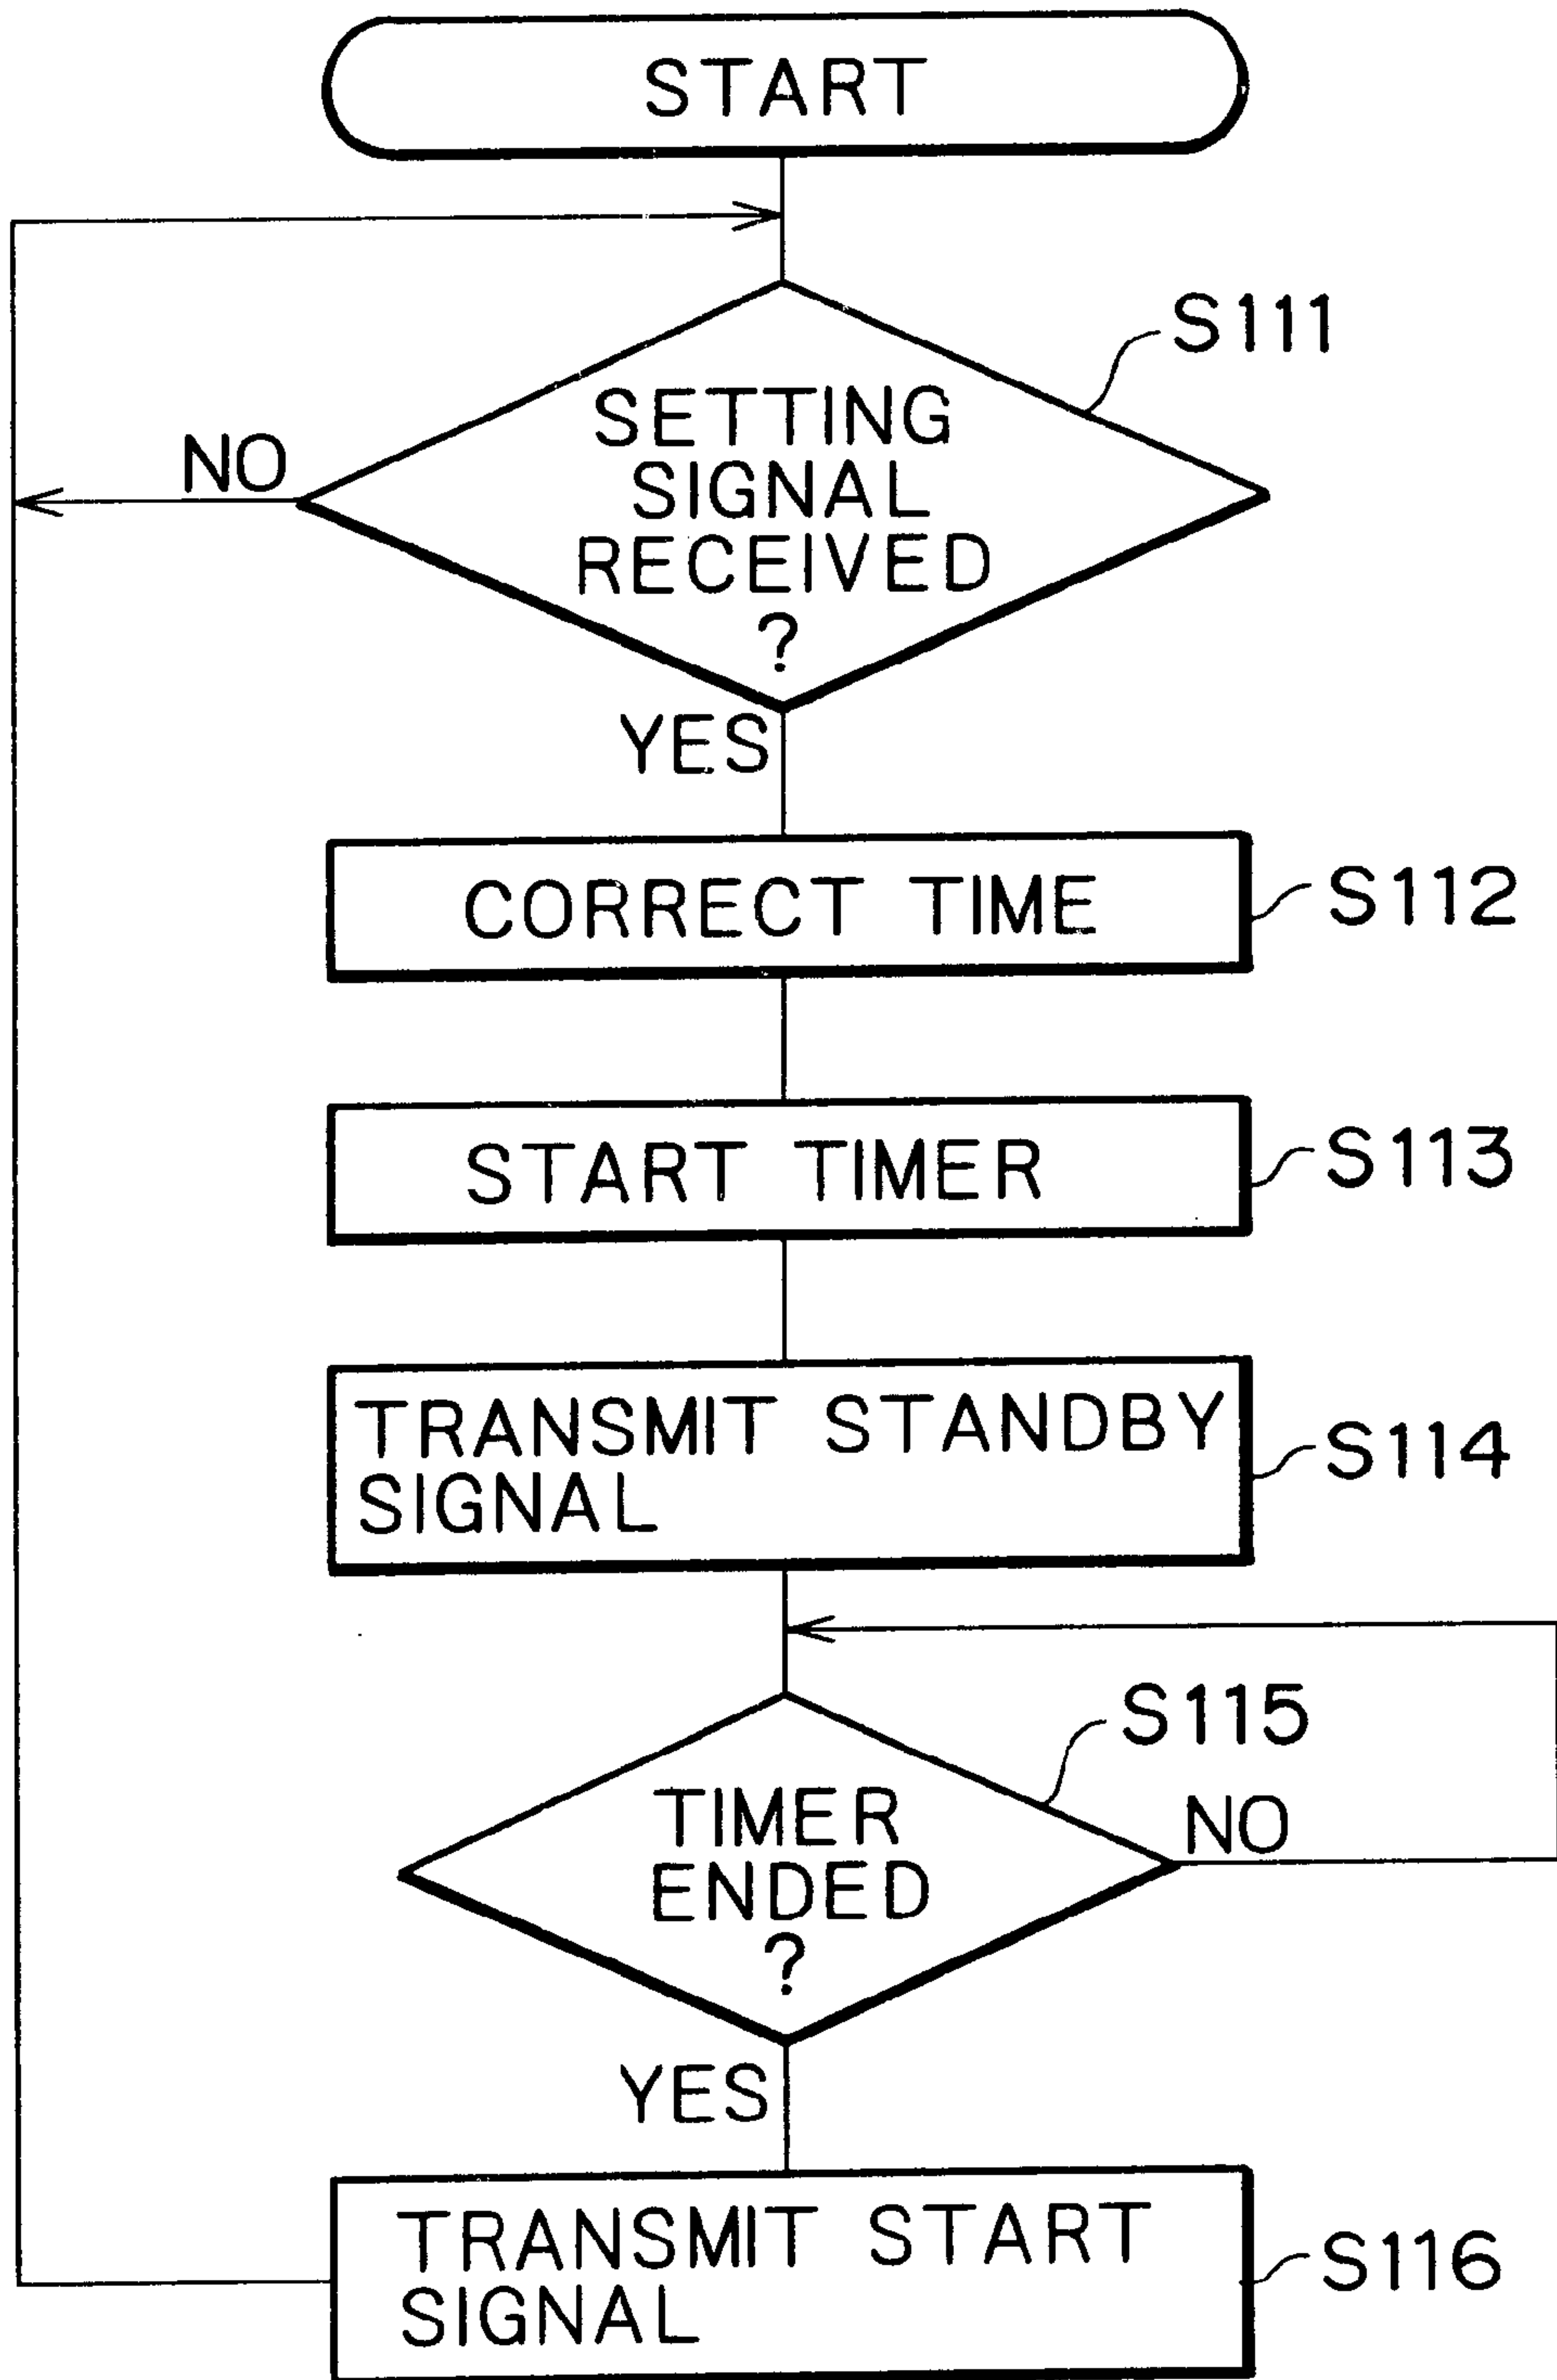 START
S111
SETTING
SIGNAL
RECEIVED
?
NO
YES
CORRECT TIME
S112
START TIMER
S113
TRANSMIT STANDBY
SIGNAL
S114
S115
TIMER
ENDED
?
NO
YES
TRANSMIT START
SIGNAL
S116